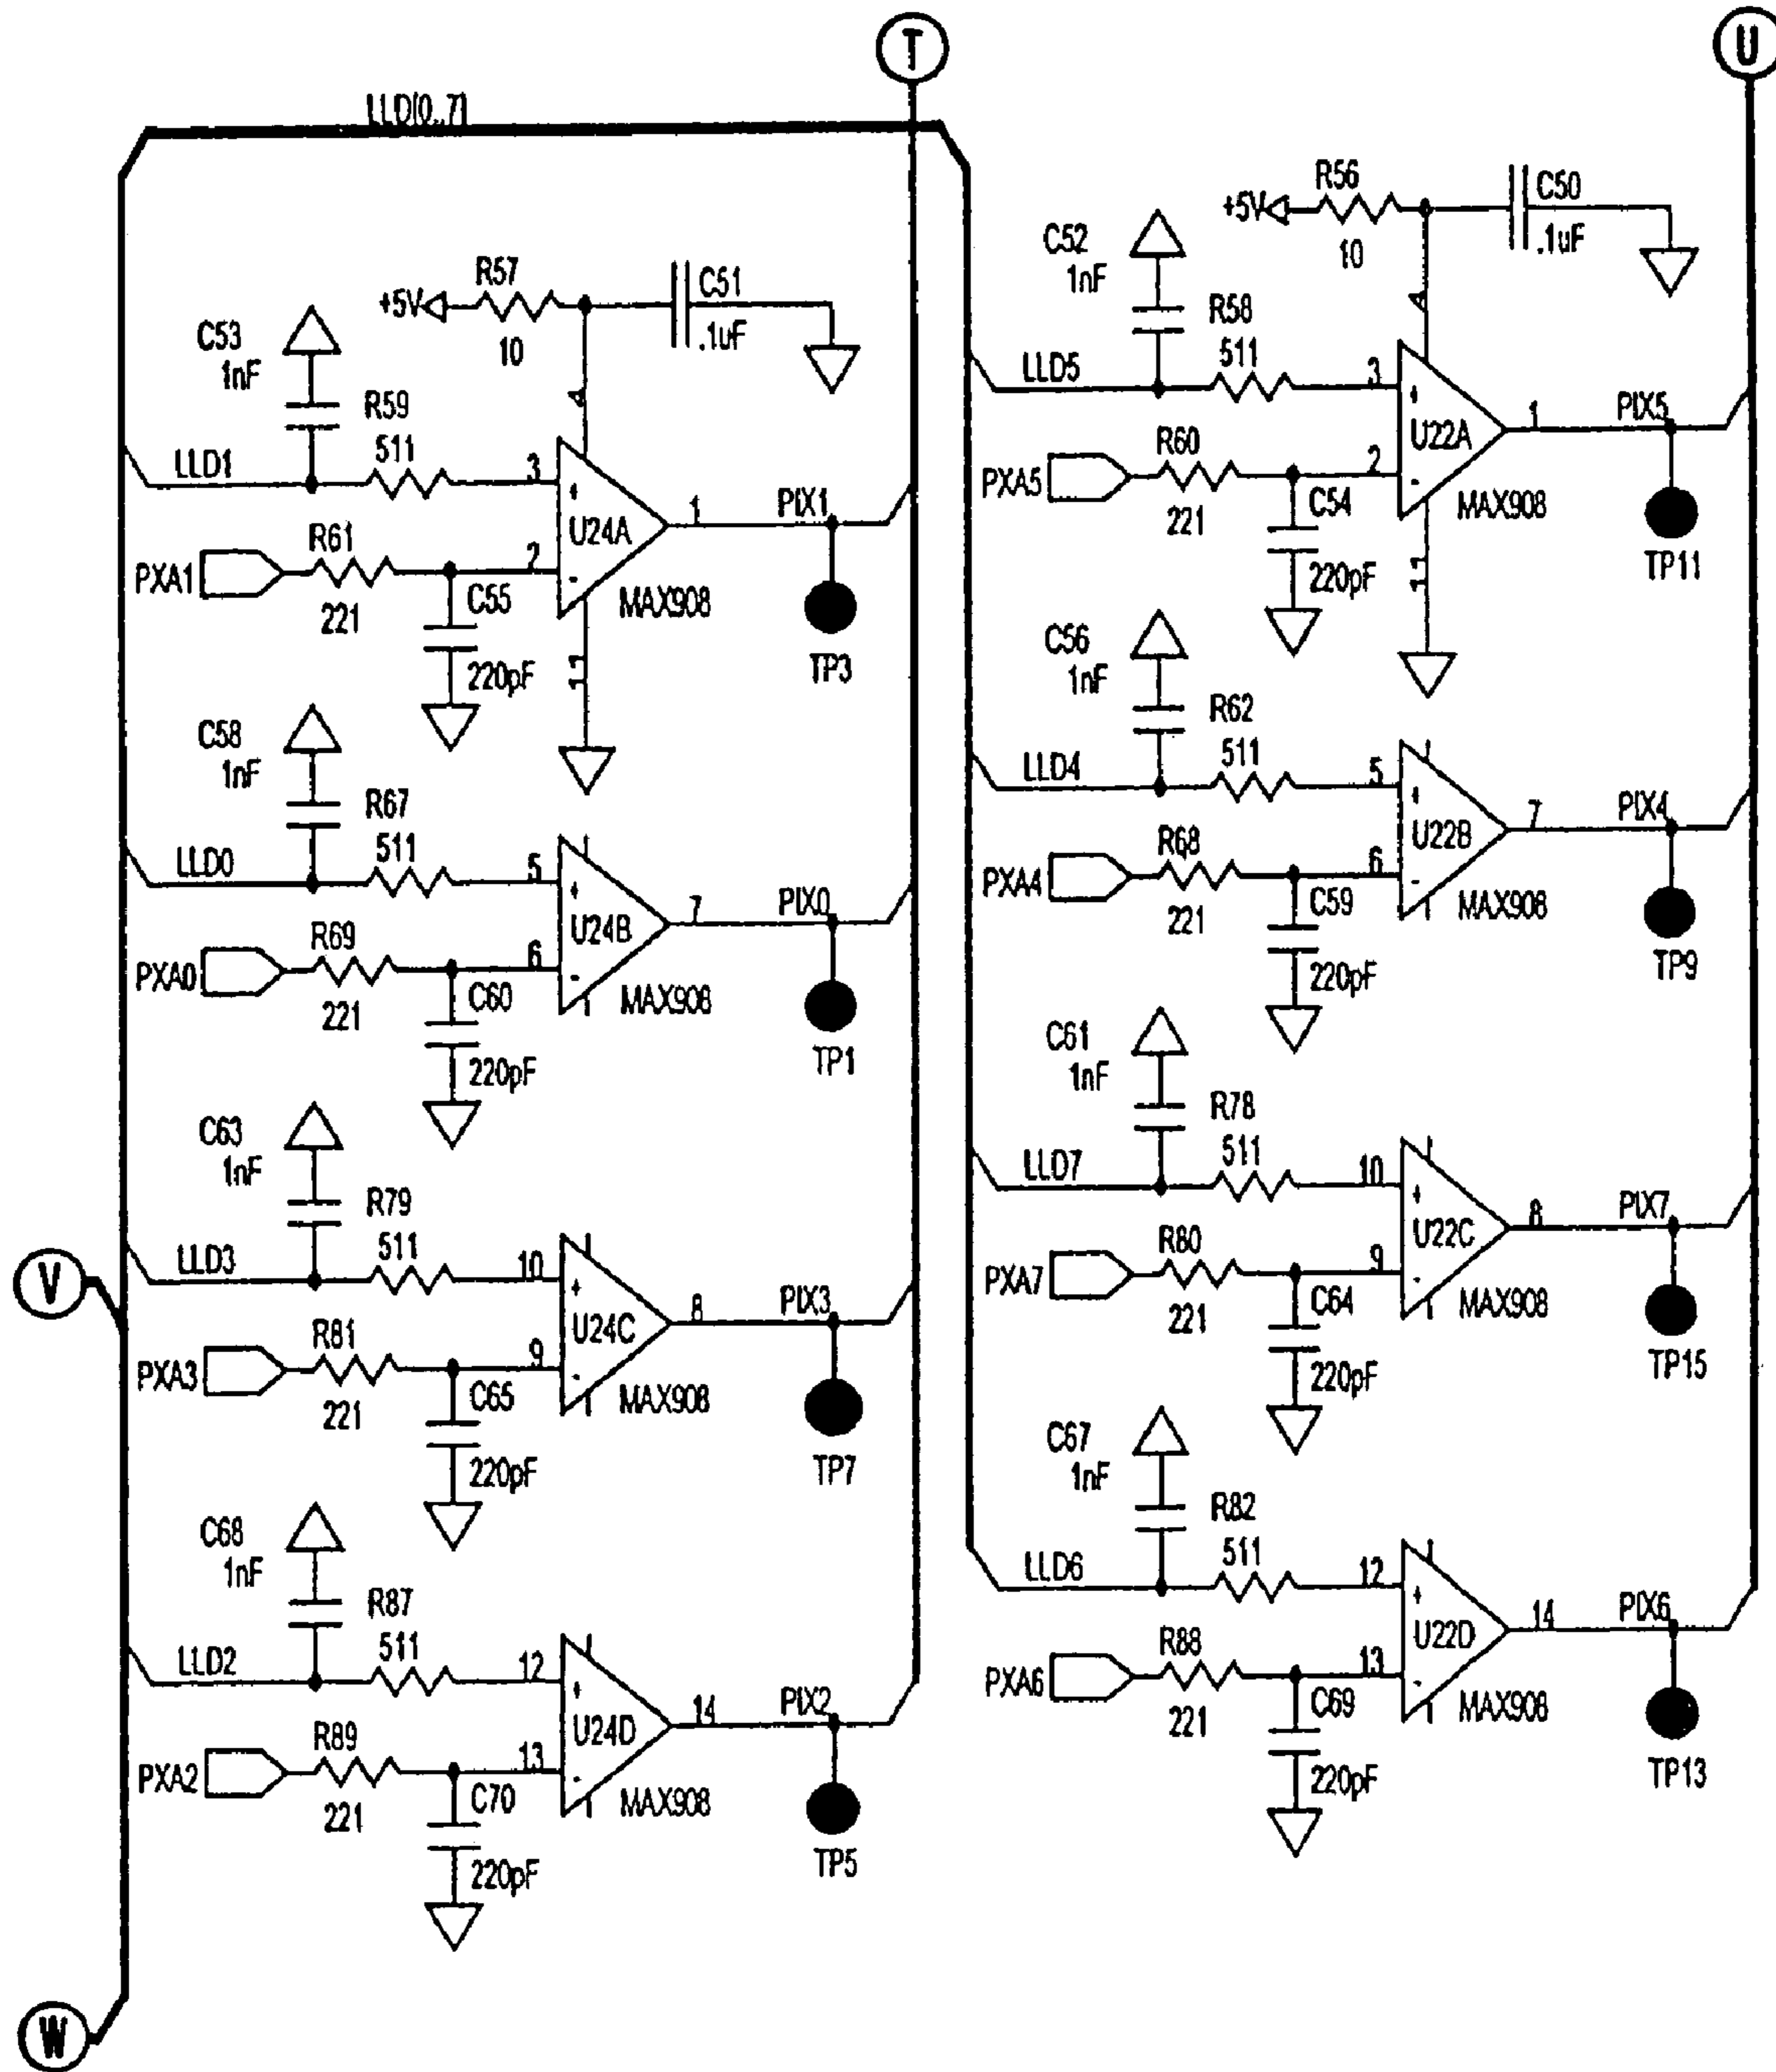 T
U
LLD[0..7]
R57
+5V
10
C51
.1uF
C53
1nF
R59
511
LLD1
3
+
4
U24A
1
PIX1
PXA1
R61
221
2
-
C55
220pF
11
MAX908
TP3
C58
1nF
R67
511
LLD0
5
+
U24B
7
PIX0
PXA0
R69
221
6
-
C60
220pF
MAX908
TP1
C63
1nF
R79
511
LLD3
10
+
U24C
8
PIX3
PXA3
R81
221
9
-
C65
220pF
MAX908
TP7
C68
1nF
R87
511
LLD2
12
+
U24D
14
PIX2
PXA2
R89
221
13
-
C70
220pF
MAX908
TP5
R56
+5V
10
C50
.1uF
C52
1nF
R58
511
LLD5
3
+
4
U22A
1
PIX5
PXA5
R60
221
2
-
C54
220pF
11
MAX908
TP11
C56
1nF
R62
511
LLD4
5
+
U22B
7
PIX4
PXA4
R68
221
6
-
C59
220pF
MAX908
TP9
C61
1nF
R78
511
LLD7
10
+
U22C
8
PIX7
PXA7
R80
221
9
-
C64
220pF
MAX908
TP15
C67
1nF
R82
511
LLD6
12
+
U22D
14
PIX6
PXA6
R88
221
13
-
C69
220pF
MAX908
TP13
V
W